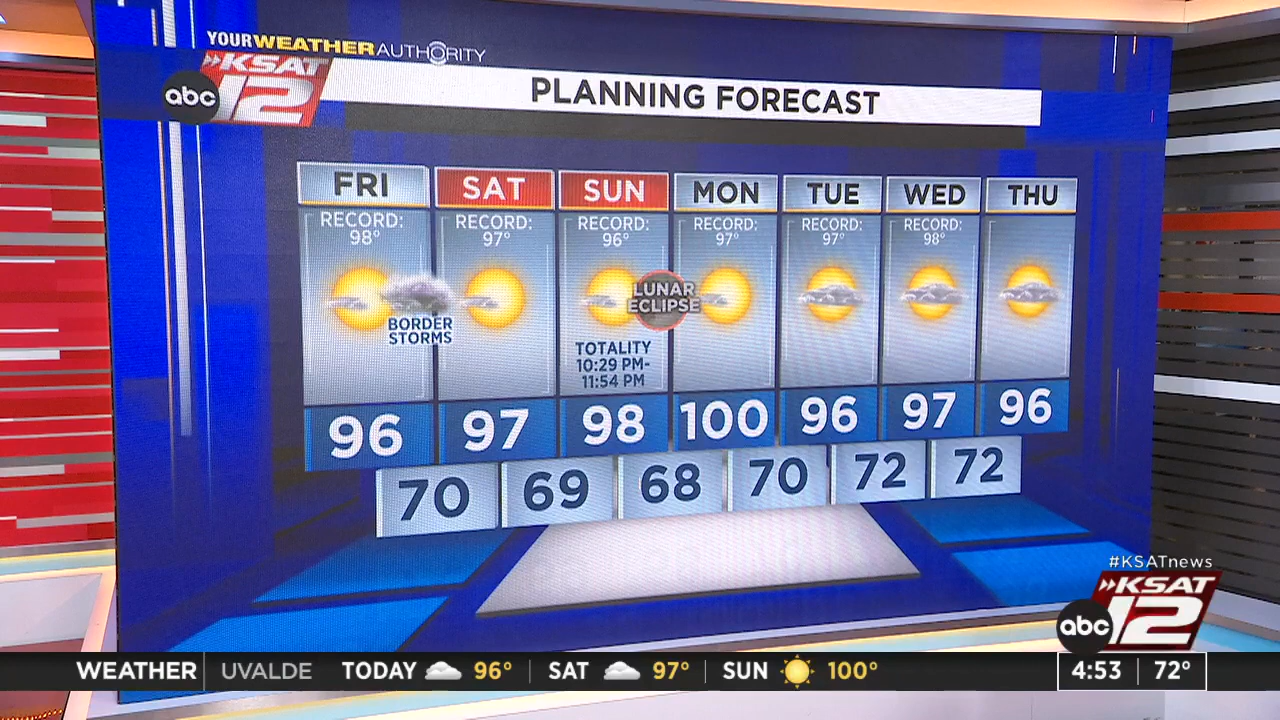 YOURWEATHERAUTHORITY
KSAT
abc 12
PLANNING FORECAST
FRI SAT SUN MON TUE WED THU
RECORD: RECORD: RECORD: RECORD: RECORD: RECORD:
98° 97° 96° 97° 97° 98°
LUNAR
ECLIPSE
BORDER
STORMS
TOTALITY
10:29 PM-
11:54 PM
96 97 98 100 96 97 96
70 69 68 70 72 72
#KSATnews
KSAT
abc 12
WEATHER UVALDE TODAY 96° SAT 97° SUN 100° 4:53 72°